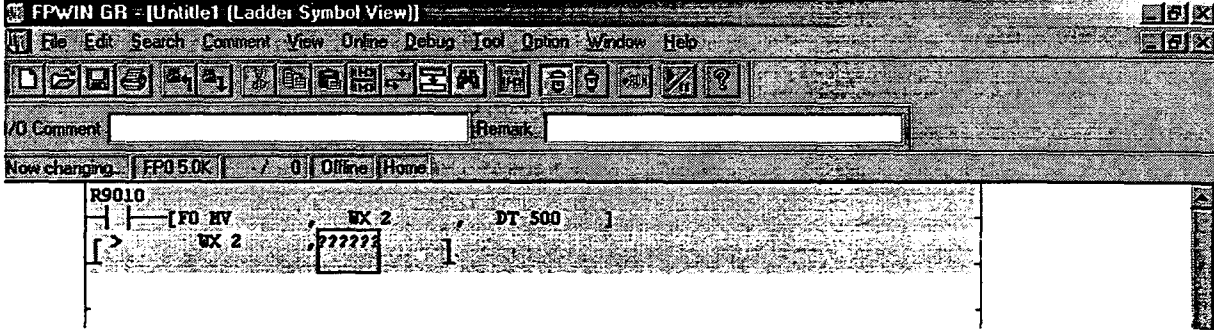 FPWIN GR - [Untitle1 (Ladder Symbol View)]
File Edit Search Comment View Online Debug Tool Option Window Help
I/O Comment Remark
Now changing... FP0 5.0K - / 0 Offline Home
R9010
[F0 MV , WX 2 , DT 500 ]
[ > WX 2 , ?????? ]